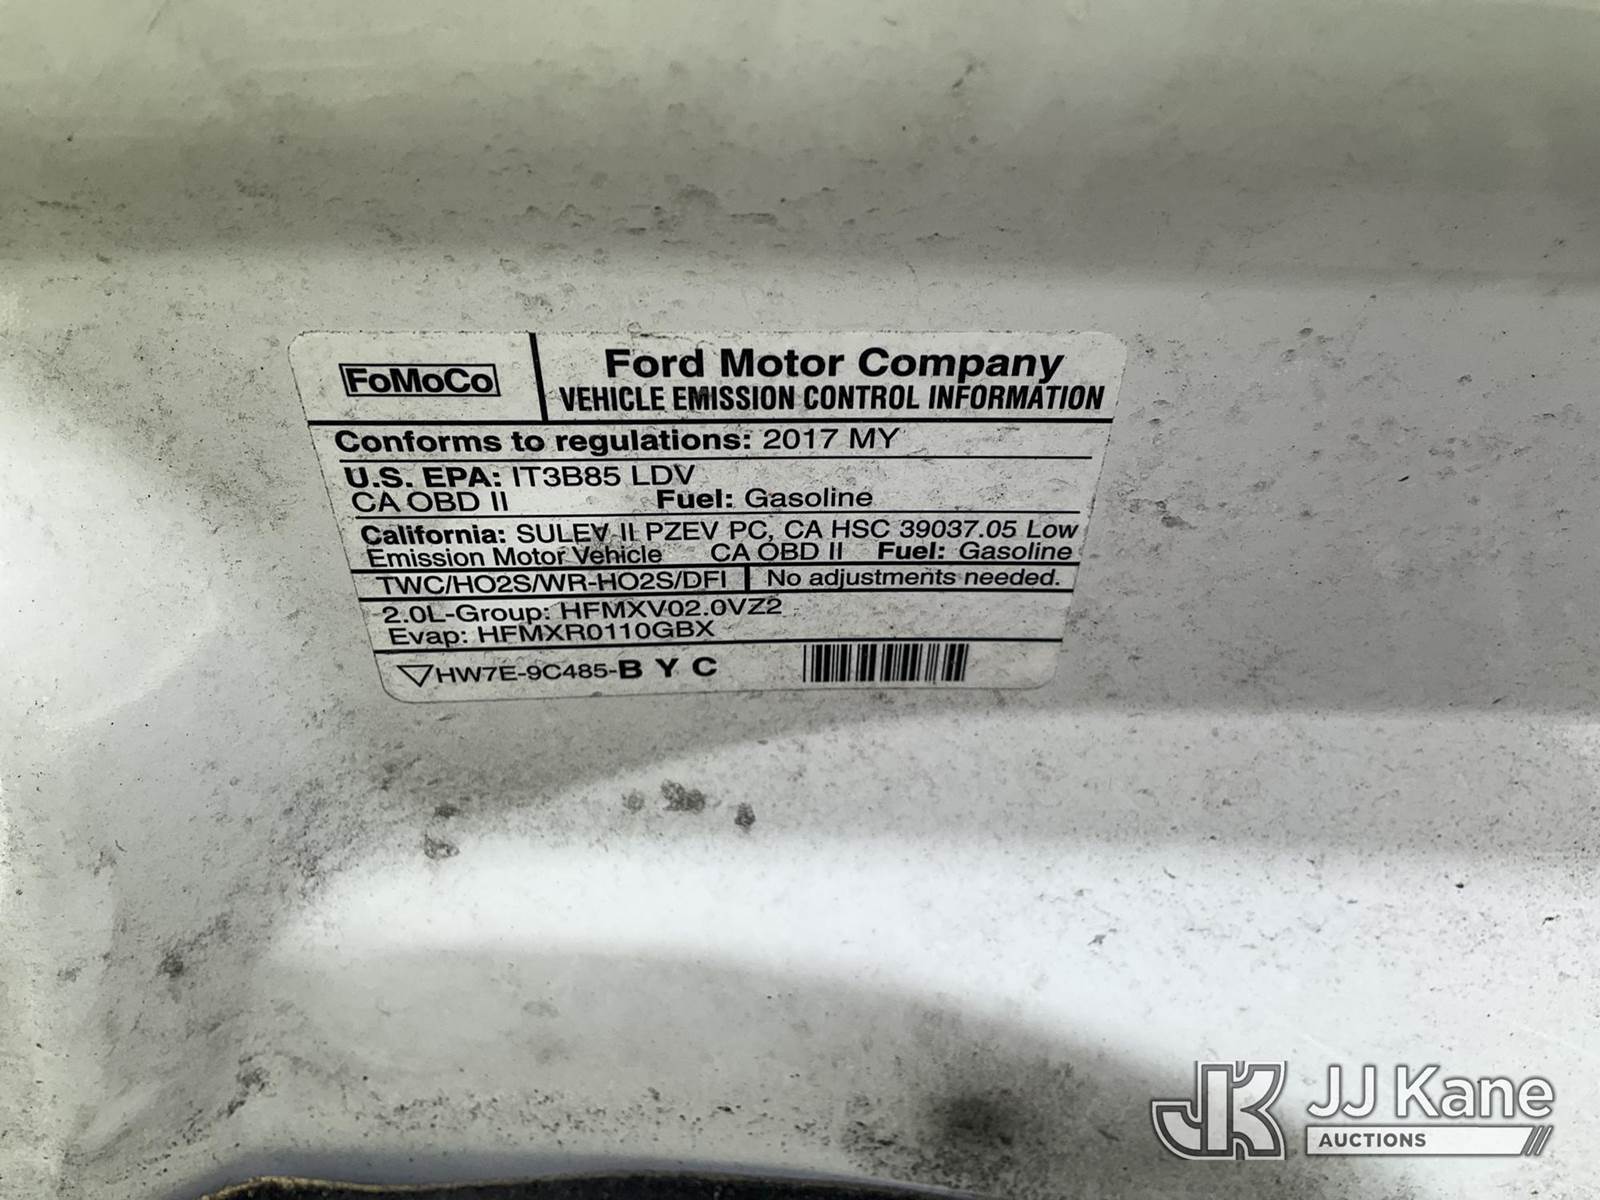 FoMoCo
Ford Motor Company
VEHICLE EMISSION CONTROL INFORMATION
Conforms to regulations: 2017 MY
U.S. EPA: IT3B85 LDV
CA OBD II Fuel: Gasoline
California: SULEV II PZEV PC, CA HSC 39037.05 Low
Emission Motor Vehicle CA OBD II Fuel: Gasoline
TWC/HO2S/WR-HO2S/DFI No adjustments needed.
2.0L-Group: HFMXV02.0VZ2
Evap: HFMXR0110GBX
HW7E-9C485-B Y C
JK JJ Kane
AUCTIONS